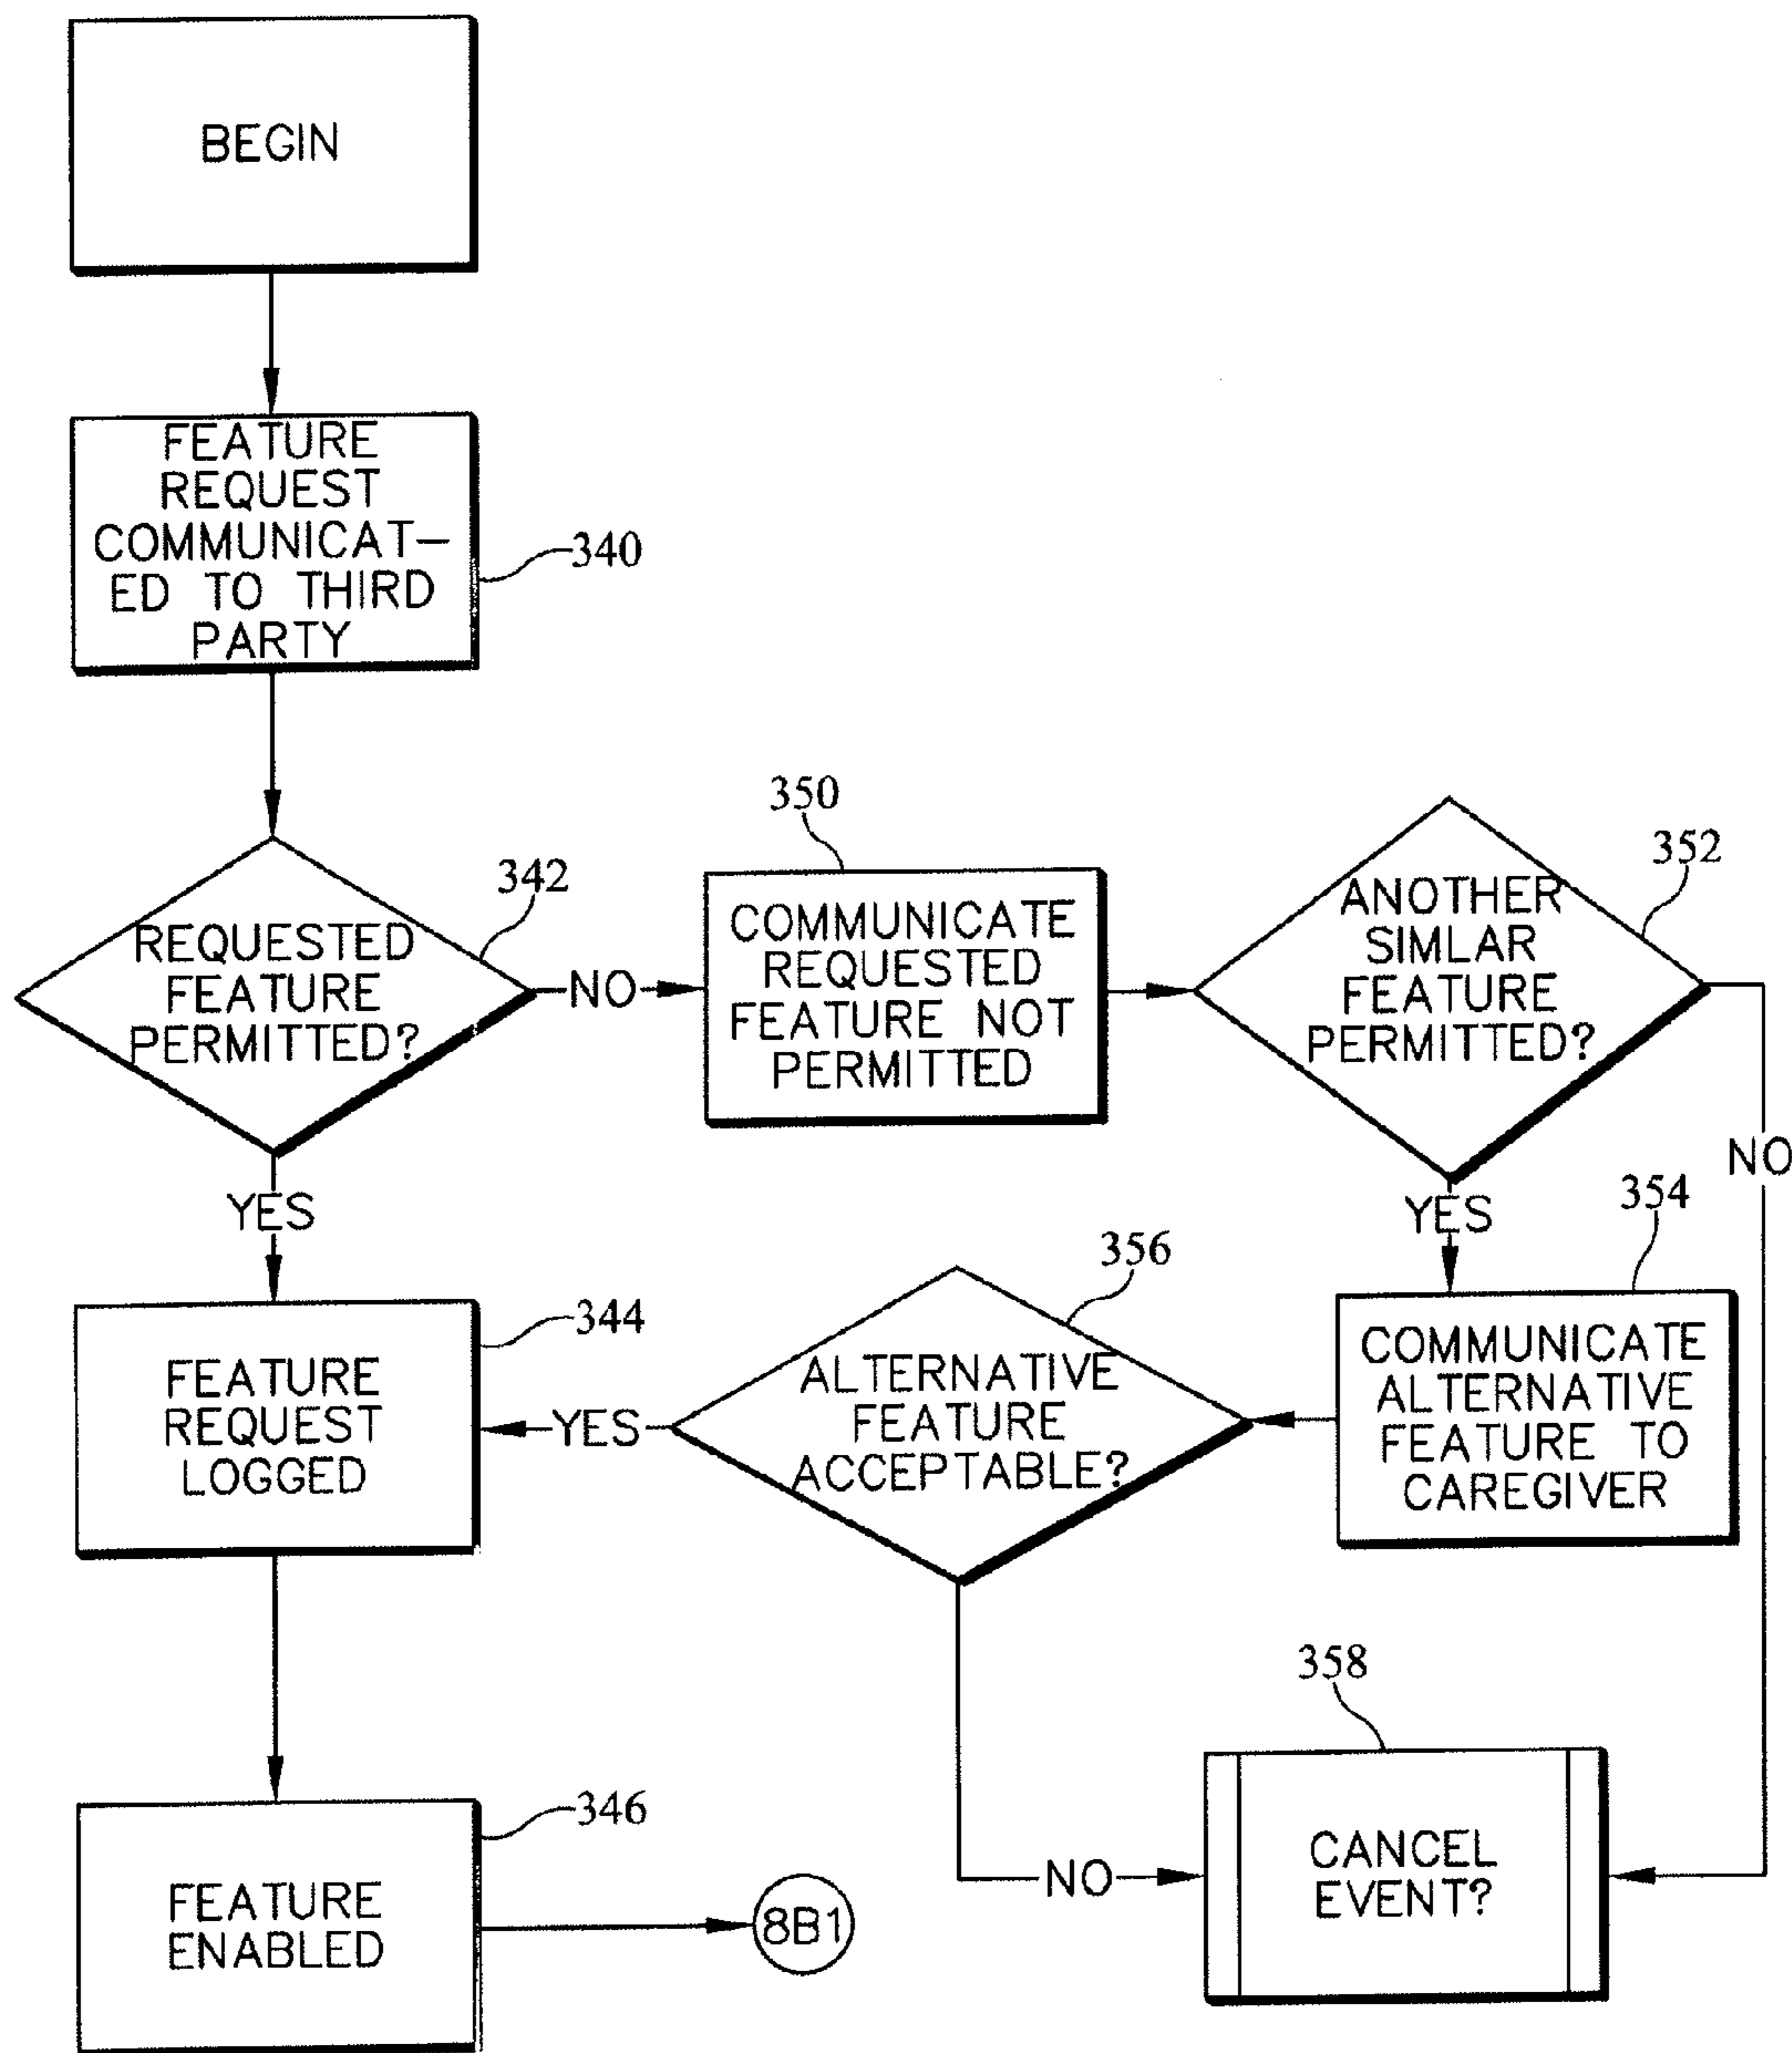 BEGIN
FEATURE
REQUEST
COMMUNICAT-
ED TO THIRD
PARTY
340
REQUESTED
FEATURE
PERMITTED?
342
NO
350
COMMUNICATE
REQUESTED
FEATURE NOT
PERMITTED
ANOTHER
SIMLAR
FEATURE
PERMITTED?
352
NO
YES
YES
354
COMMUNICATE
ALTERNATIVE
FEATURE TO
CAREGIVER
356
ALTERNATIVE
FEATURE
ACCEPTABLE?
YES
344
FEATURE
REQUEST
LOGGED
NO
358
CANCEL
EVENT?
346
FEATURE
ENABLED
8B1